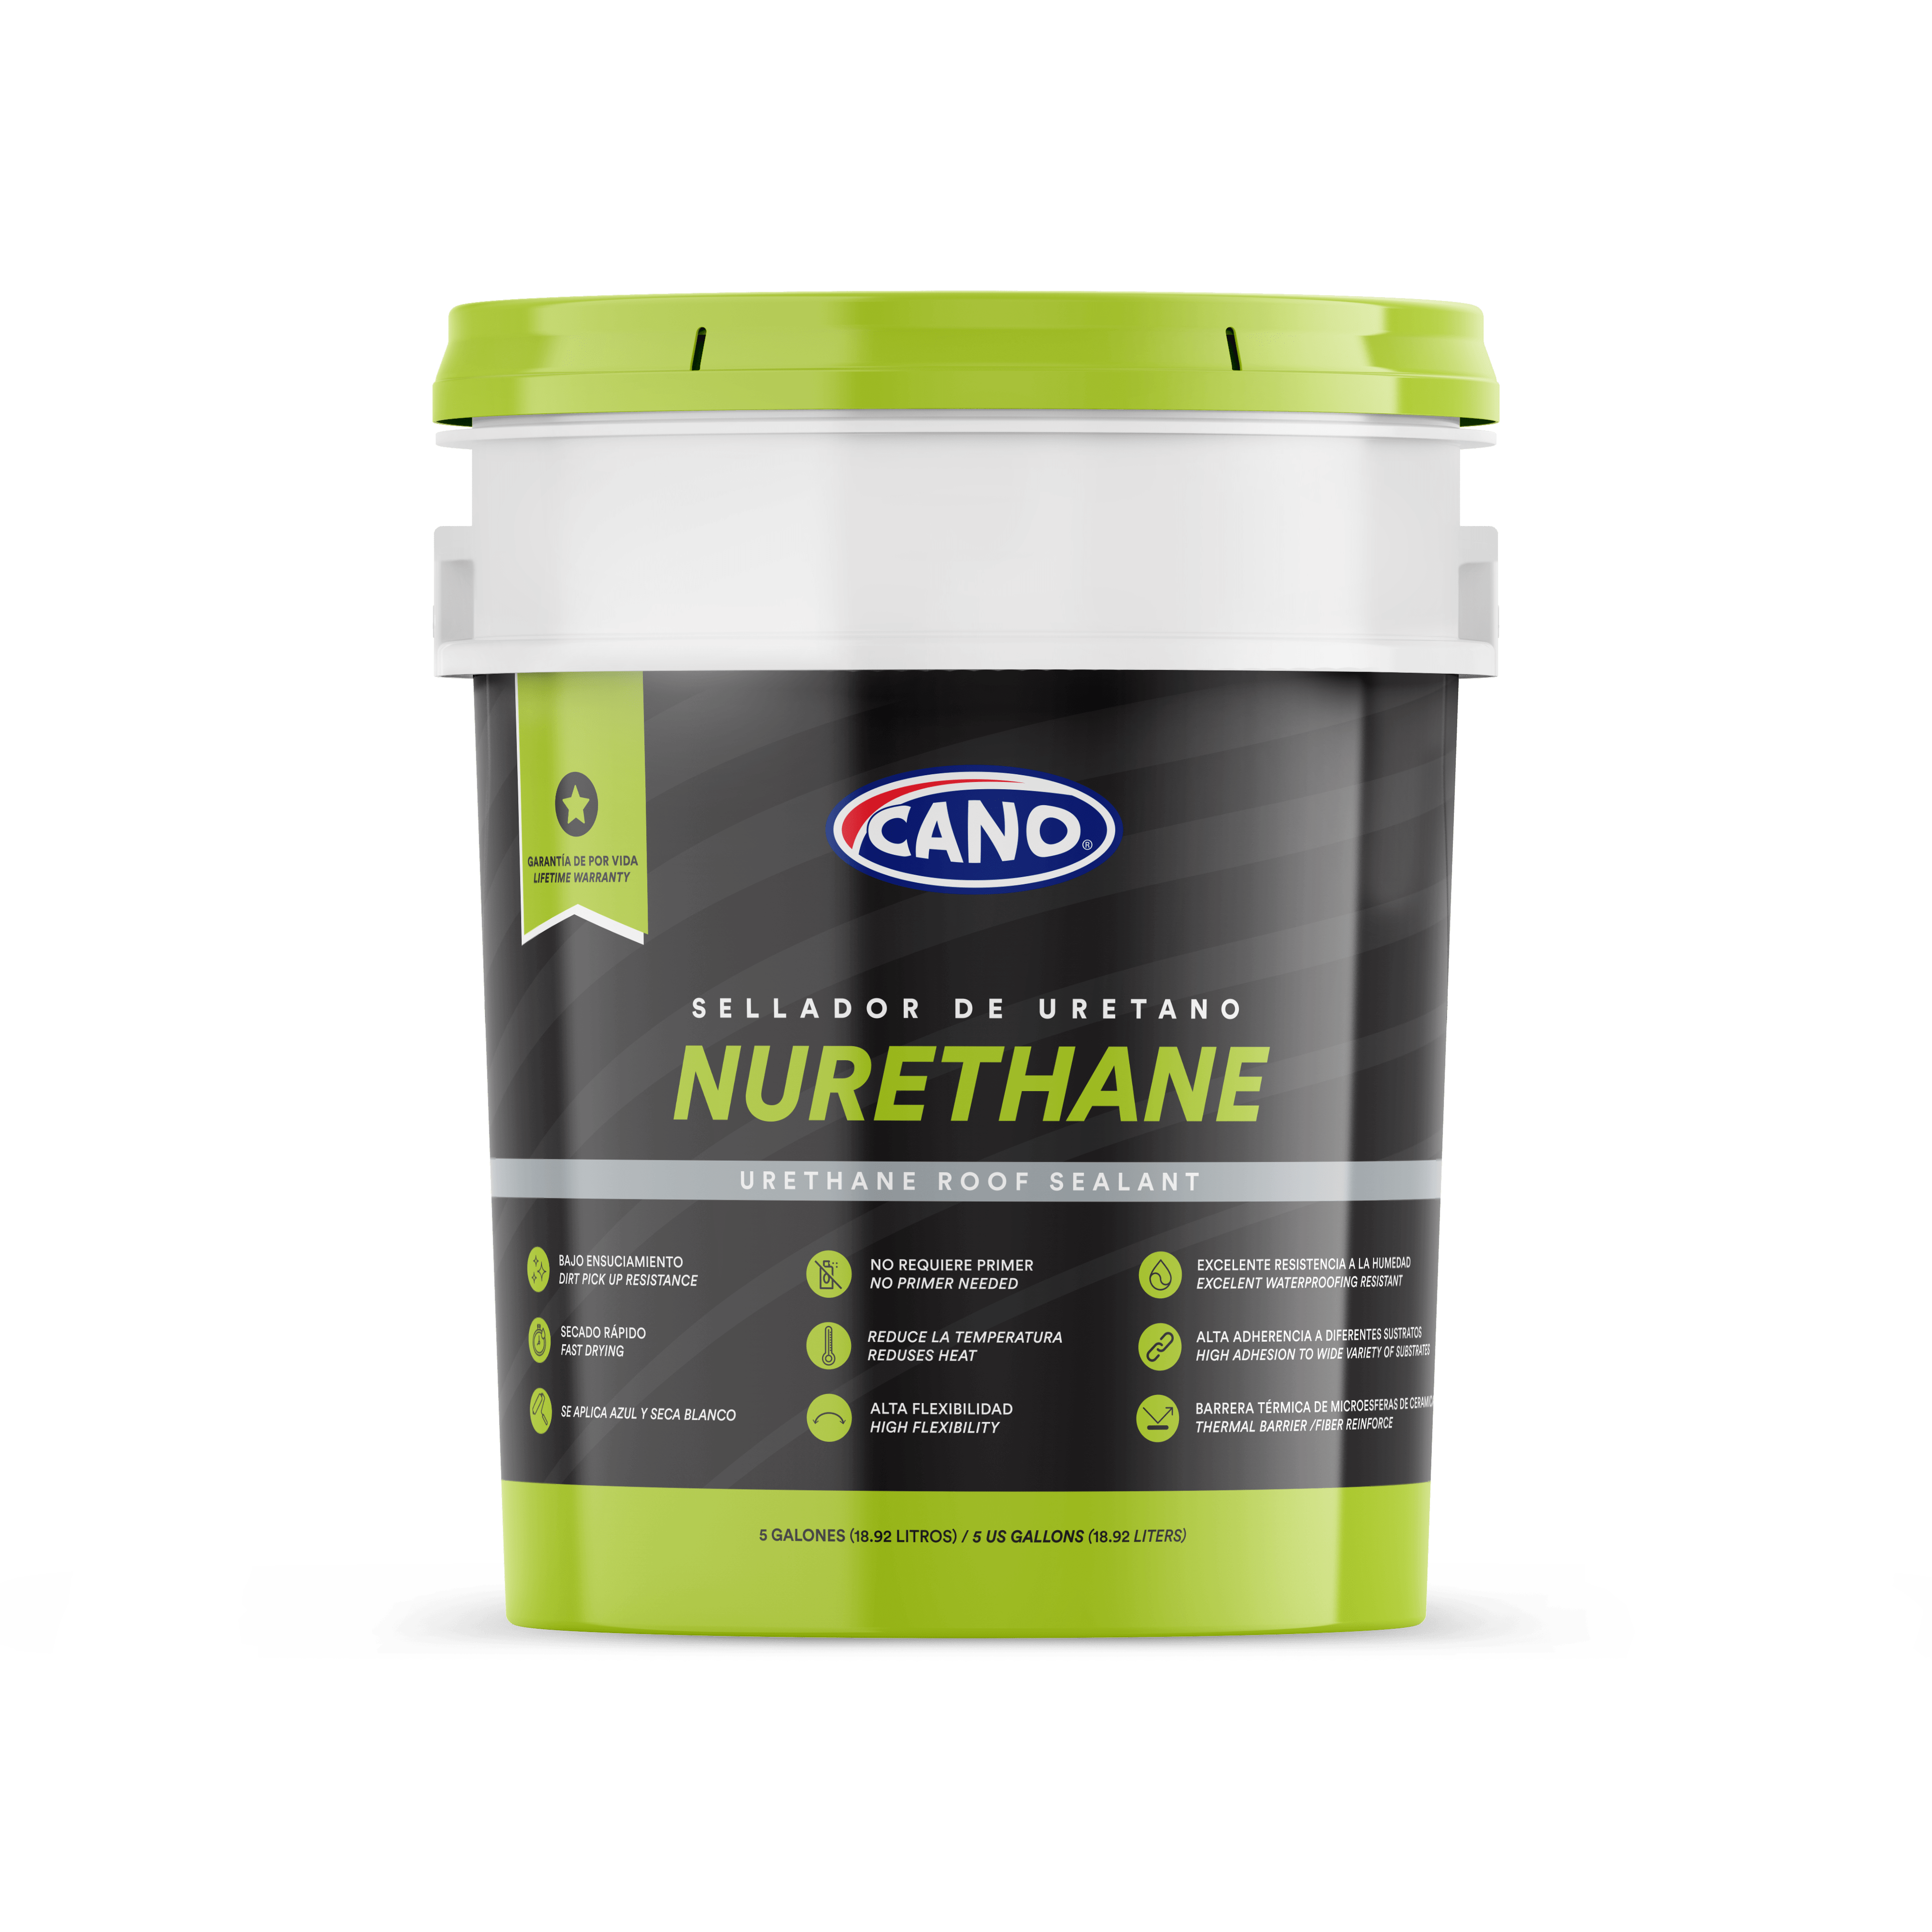 CANO®
GARANTÍA DE POR VIDA
LIFETIME WARRANTY
SELLADOR DE URETANO
NURETHANE
URETHANE ROOF SEALANT
BAJO ENSUCIAMIENTO
DIRT PICK UP RESISTANCE
SECADO RÁPIDO
FAST DRYING
SE APLICA AZUL Y SECA BLANCO
NO REQUIERE PRIMER
NO PRIMER NEEDED
REDUCE LA TEMPERATURA
REDUSES HEAT
ALTA FLEXIBILIDAD
HIGH FLEXIBILITY
EXCELENTE RESISTENCIA A LA HUMEDAD
EXCELENT WATERPROOFING RESISTANT
ALTA ADHERENCIA A DIFERENTES SUSTRATOS
HIGH ADHESION TO WIDE VARIETY OF SUBSTRATES
BARRERA TÉRMICA DE MICROESFERAS DE
THERMAL BARRIER /FIBER REINFORCE
5 GALONES (18.92 LITROS) / 5 US GALLONS (18.92 LITERS)